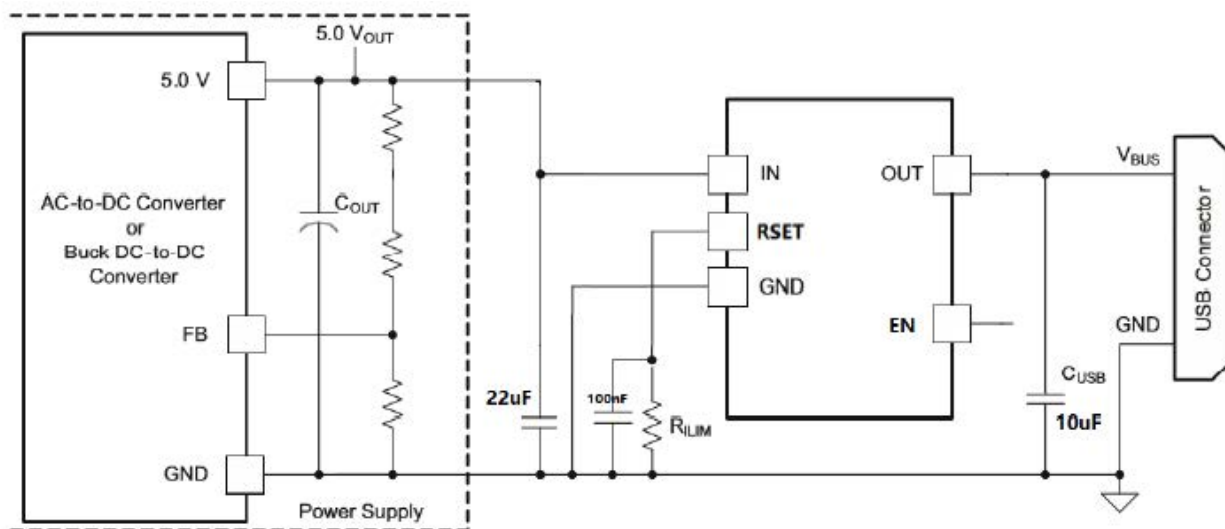 5.0 VOUT
5.0 V
AC-to-DC Converter
or
Buck DC-to-DC
Converter
COUT
FB
GND
Power Supply
22uF
100nF
RILIM
IN
RSET
GND
OUT
EN
VBUS
GND
CUSB
10uF
USB Connector